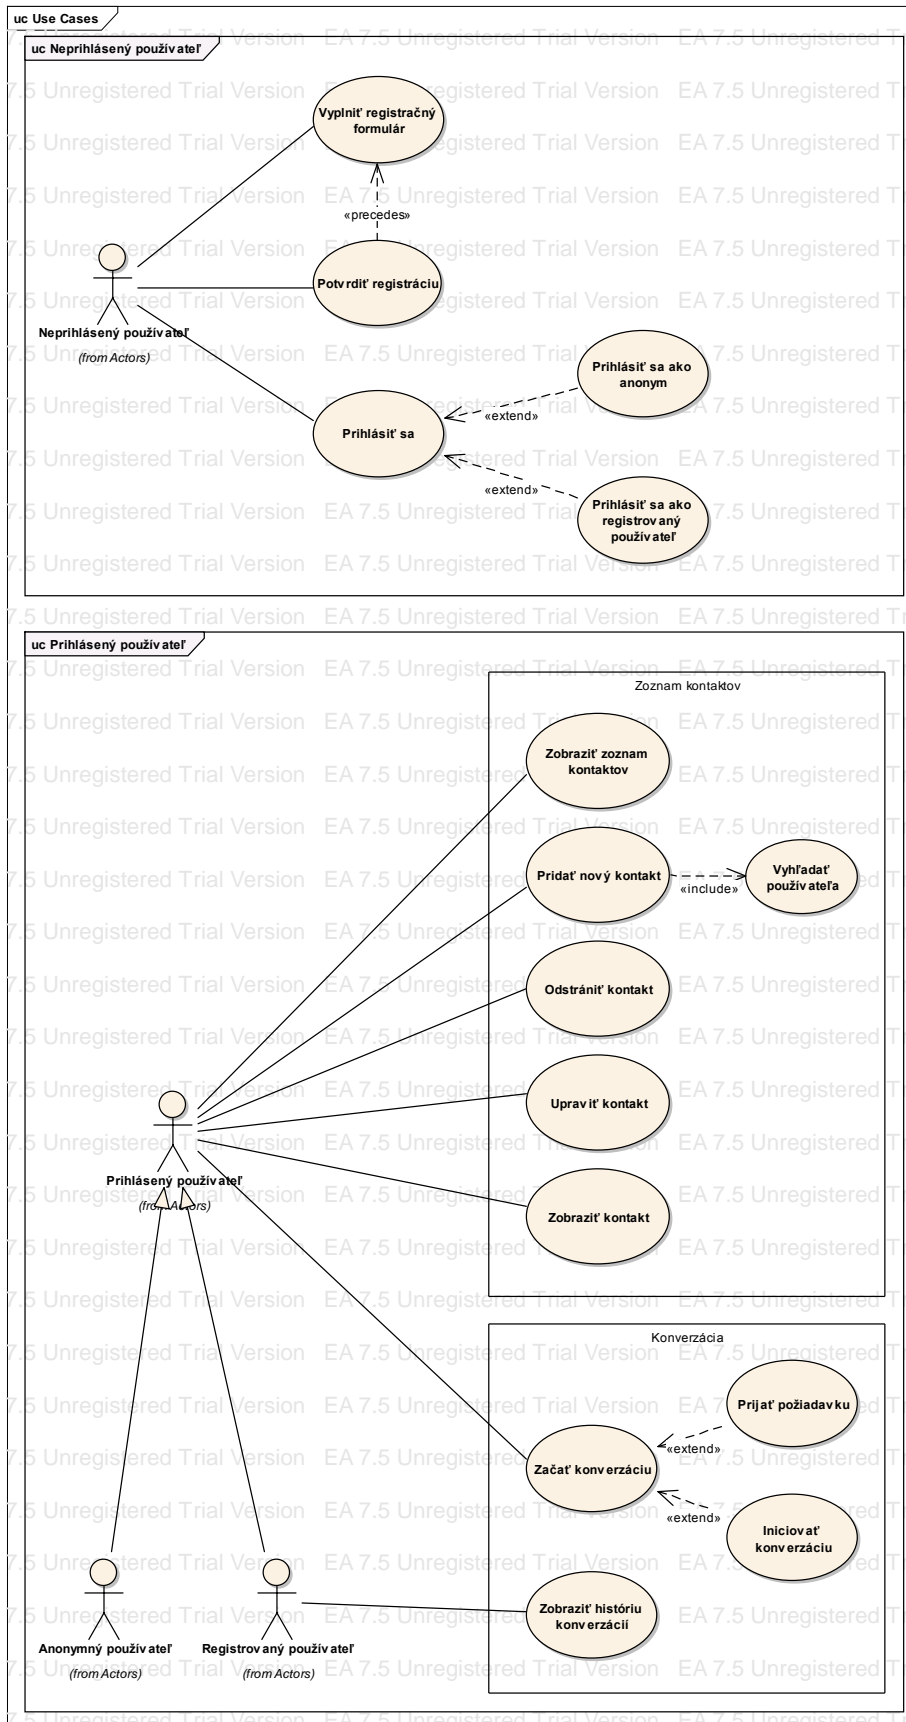 uc Use Cases
uc Neprihlásený používateľ
Vyplniť registračný
formulár
«precedes»
Potvrdiť registráciu
Neprihlásený používateľ
(from Actors)
Prihlásiť sa ako
anonym
«extend»
Prihlásiť sa
«extend»
Prihlásiť sa ako
registrovaný
používateľ
uc Prihlásený používateľ
Zoznam kontaktov
Zobraziť zoznam
kontaktov
Pridať nový kontakt
«include»
Vyhľadať
používateľa
Odstrániť kontakt
Upraviť kontakt
Prihlásený používateľ
(from Actors)
Zobraziť kontakt
Konverzácia
Prijať požiadavku
«extend»
Začať konverzáciu
«extend»
Iniciovať
konverzáciu
Zobraziť históriu
konverzácií
Anonymný používateľ
(from Actors)
Registrovaný používateľ
(from Actors)
EA 7.5 Unregistered Trial Version